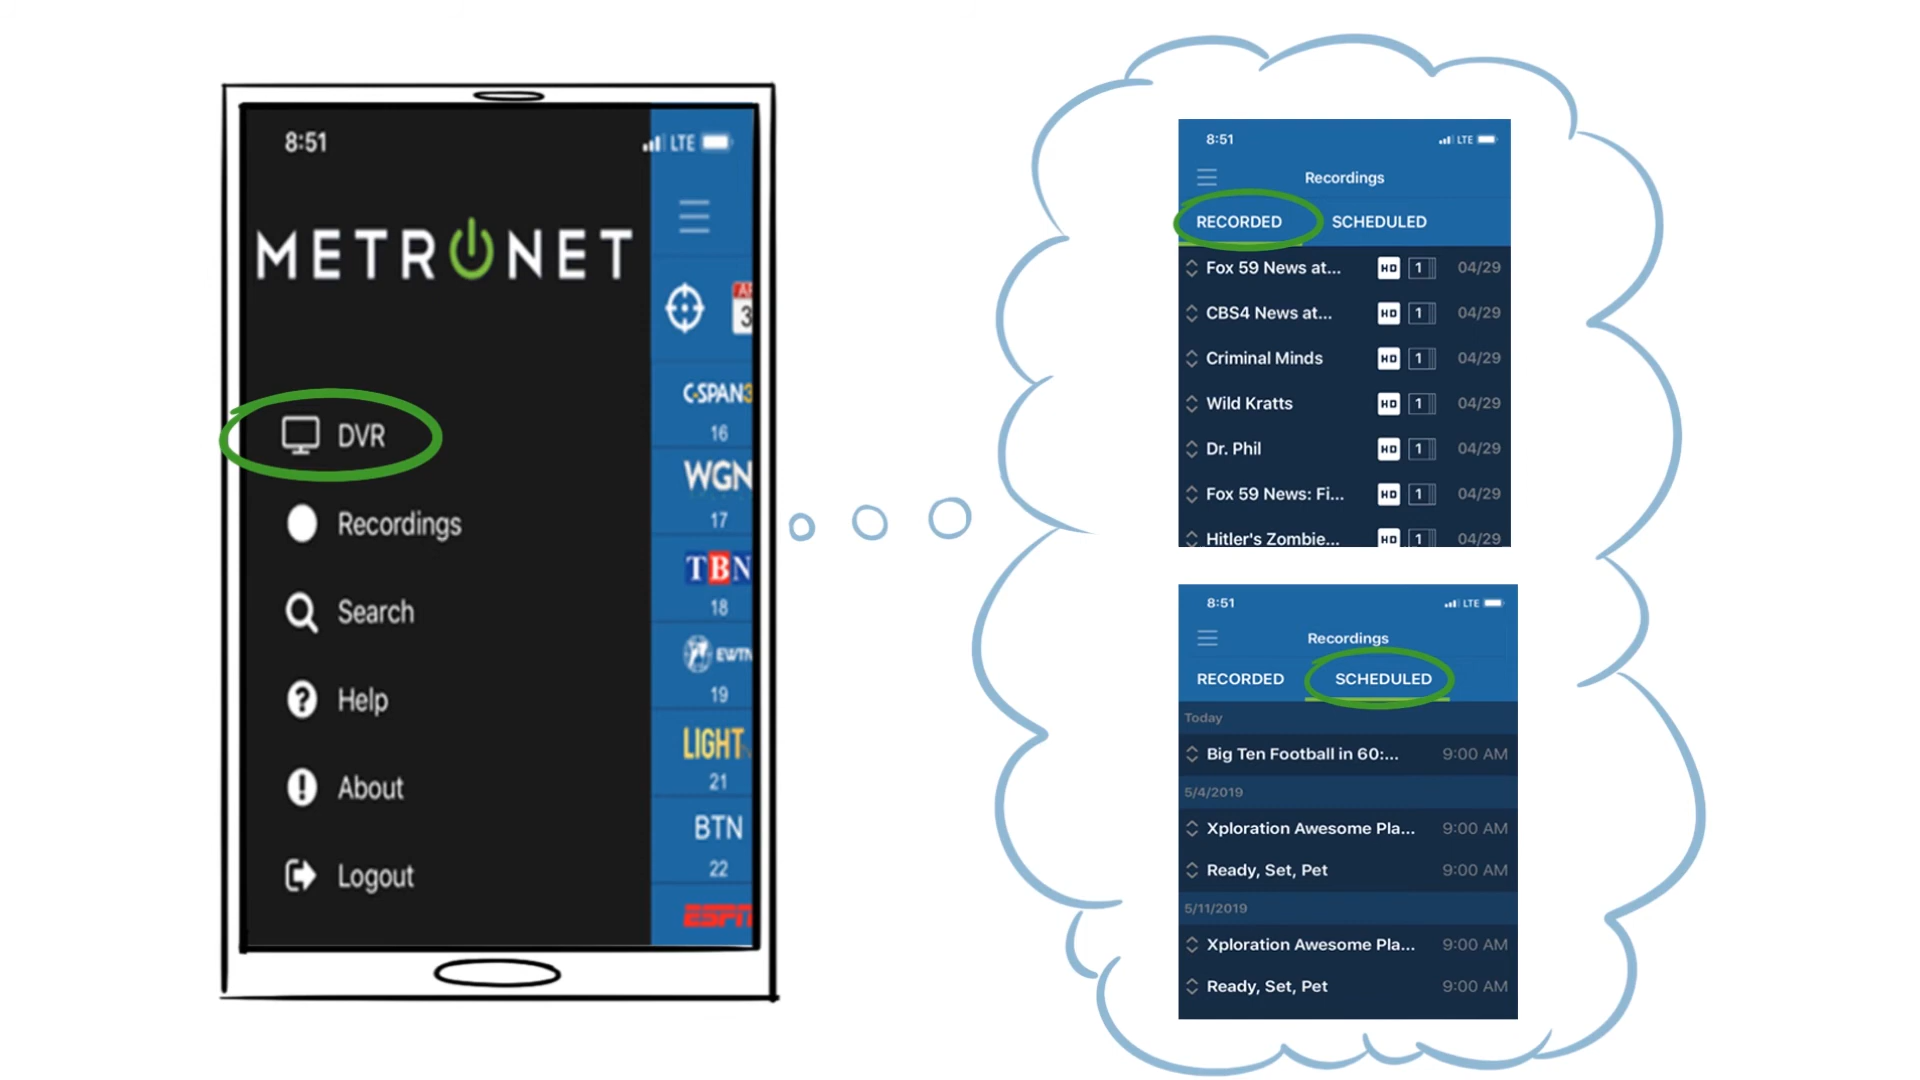 8:51
LTE
METRONET
DVR
Recordings
Search
Help
About
Logout
3
C-SPAN3
16
WGN
17
TBN
18
EWTN
19
LIGHT
21
BTN
22
ESPN
8:51 LTE
Recordings
RECORDED SCHEDULED
Fox 59 News at... HD 1 04/29
CBS4 News at... HD 1 04/29
Criminal Minds HD 1 04/29
Wild Kratts HD 1 04/29
Dr. Phil HD 1 04/29
Fox 59 News: Fi... HD 1 04/29
Hitler's Zombie... HD 1 04/29
8:51 LTE
Recordings
RECORDED SCHEDULED
Today
Big Ten Football in 60:... 9:00 AM
5/4/2019
Xploration Awesome Pla... 9:00 AM
Ready, Set, Pet 9:00 AM
5/11/2019
Xploration Awesome Pla... 9:00 AM
Ready, Set, Pet 9:00 AM